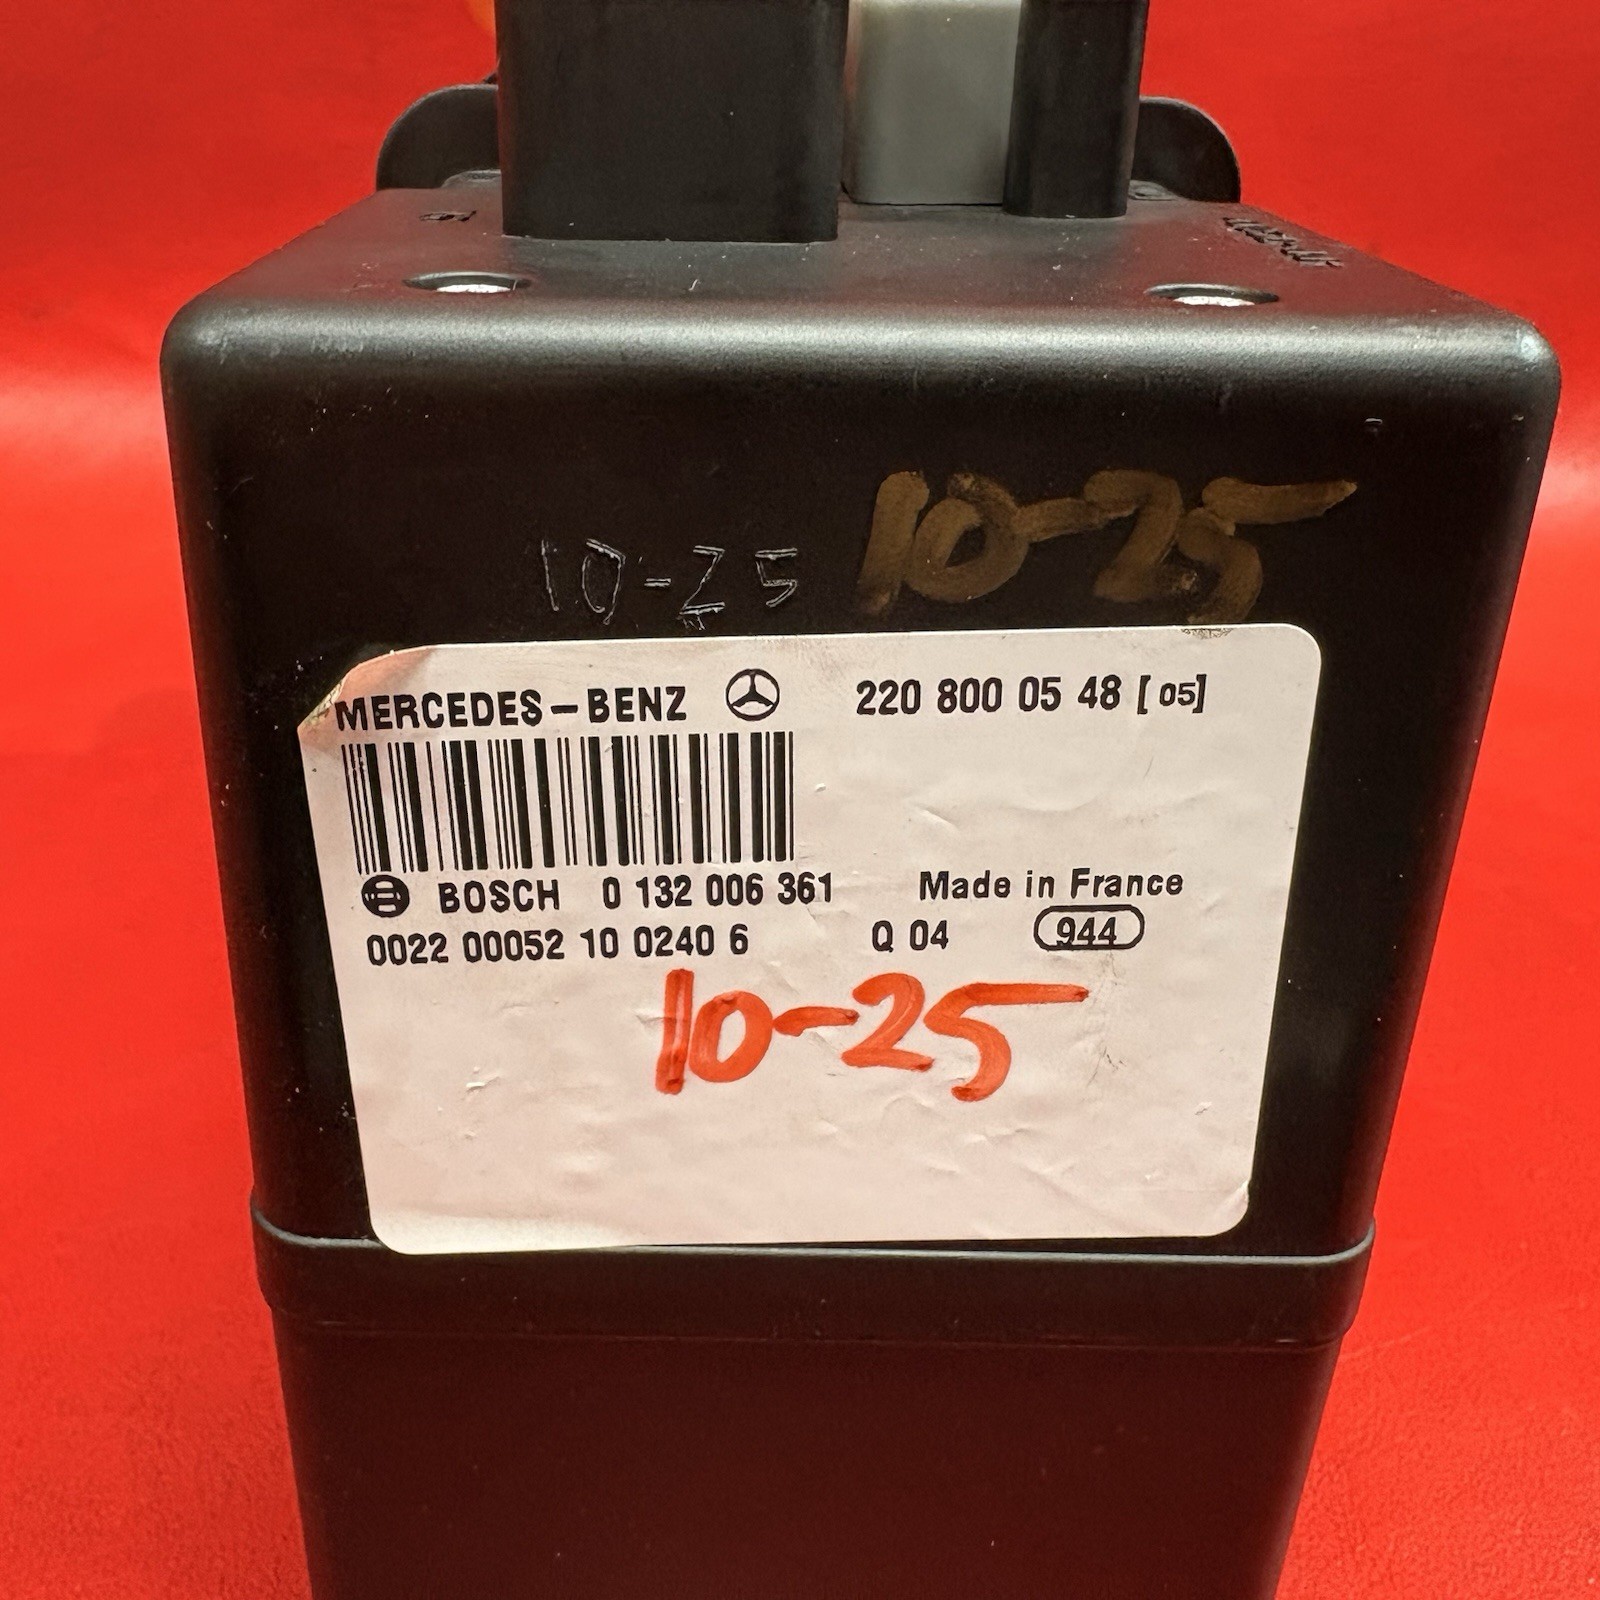 10-25 10-25
MERCEDES-BENZ 220 800 05 48 [05]
BOSCH 0 132 006 361 Made in France
0022 00052 10 0240 6 Q 04 944
10-25